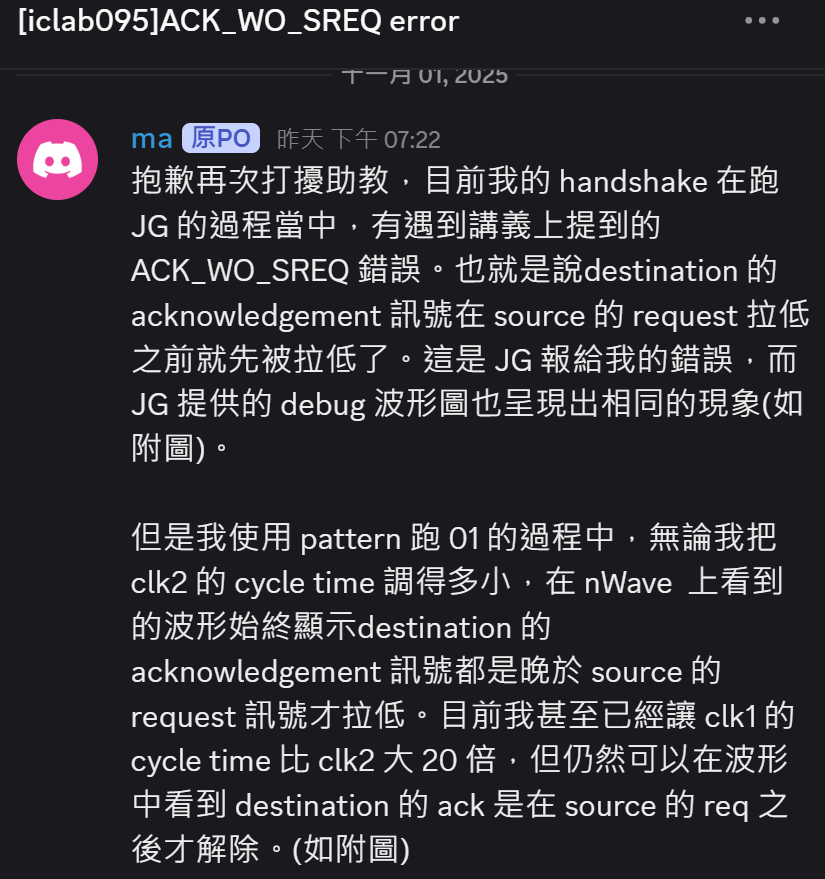 [iclab095]ACK_WO_SREQ error
十一月 01, 2025
ma 原PO 昨天 下午 07:22
抱歉再次打擾助教，目前我的 handshake 在跑
JG 的過程當中，有遇到講義上提到的
ACK_WO_SREQ 錯誤。也就是說destination 的
acknowledgement 訊號在 source 的 request 拉低
之前就先被拉低了。這是 JG 報給我的錯誤，而
JG 提供的 debug 波形圖也呈現出相同的現象(如
附圖)。
但是我使用 pattern 跑 01 的過程中，無論我把
clk2 的 cycle time 調得多小，在 nWave 上看到
的波形始終顯示destination 的
acknowledgement 訊號都是晚於 source 的
request 訊號才拉低。目前我甚至已經讓 clk1 的
cycle time 比 clk2 大 20 倍，但仍然可以在波形
中看到 destination 的 ack 是在 source 的 req 之
後才解除。(如附圖)